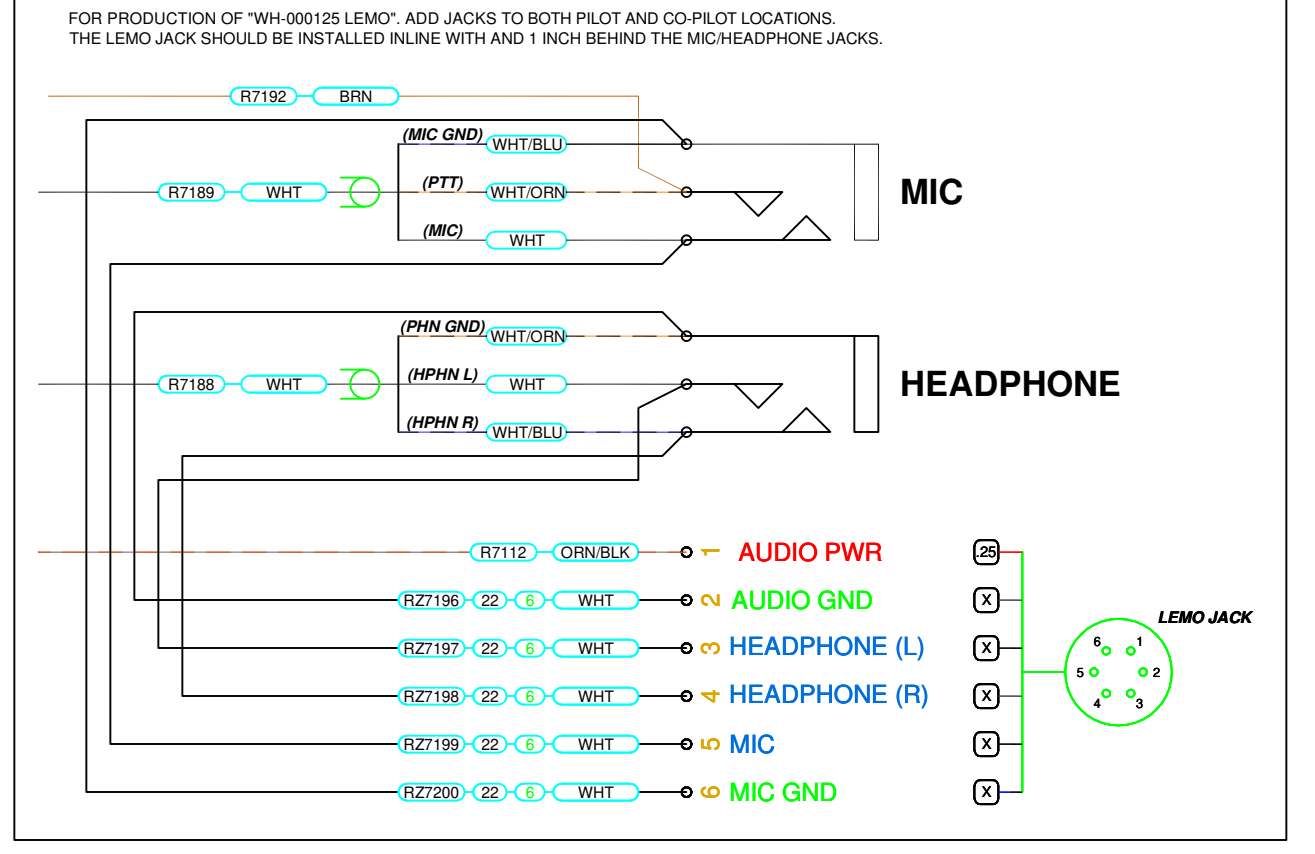 FOR PRODUCTION OF "WH-000125 LEMO". ADD JACKS TO BOTH PILOT AND CO-PILOT LOCATIONS.
THE LEMO JACK SHOULD BE INSTALLED INLINE WITH AND 1 INCH BEHIND THE MIC/HEADPHONE JACKS.
R7192 BRN
(MIC GND) WHT/BLU
R7189 WHT (PTT) WHT/ORN
MIC
(MIC) WHT
(PHN GND) WHT/ORN
R7188 WHT (HPHN L) WHT
HEADPHONE
(HPHN R) WHT/BLU
R7112 ORN/BLK 1 AUDIO PWR .25
RZ7196 22 6 WHT 2 AUDIO GND X
RZ7197 22 6 WHT 3 HEADPHONE (L) X
RZ7198 22 6 WHT 4 HEADPHONE (R) X
RZ7199 22 6 WHT 5 MIC X
RZ7200 22 6 WHT 6 MIC GND X
LEMO JACK
6 1
5 2
4 3